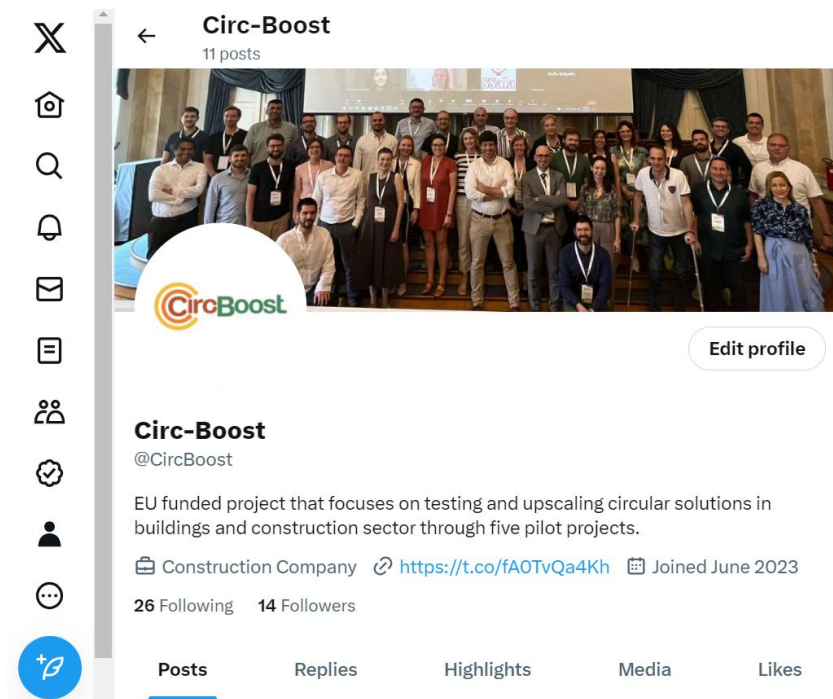 Circ-Boost
11 posts
CircBoost
Edit profile
Circ-Boost
@CircBoost
EU funded project that focuses on testing and upscaling circular solutions in
buildings and construction sector through five pilot projects.
Construction Company https://t.co/fA0TvQa4Kh Joined June 2023
26 Following 14 Followers
Posts Replies Highlights Media Likes